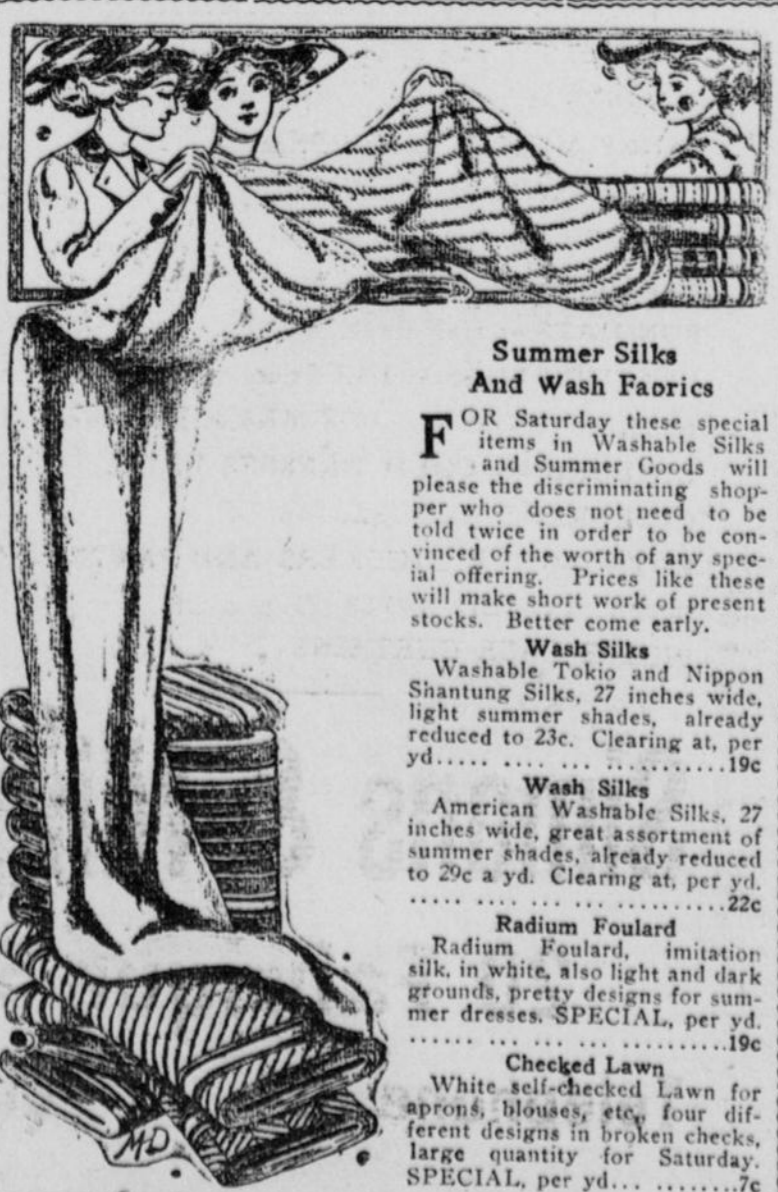 Summer Silks
And Wash Fabrics
FOR Saturday these special
items in Washable Silks
and Summer Goods will
please the discriminating shop-
per who does not need to be
told twice in order to be con-
vinced of the worth of any spec-
ial offering. Prices like these
will make short work of present
stocks. Better come early.
Wash Silks
Washable Tokio and Nippon
Shantung Silks, 27 inches wide,
light summer shades, already
reduced to 23c. Clearing at, per
yd..... .... ... ...........19c
Wash Silks
American Washable Silks, 27
inches wide, great assortment of
summer shades, already reduced
to 29c a yd. Clearing at, per yd.
..... .... ... ... ..........22c
Radium Foulard
Radium Foulard, imitation
silk, in white, also light and dark
grounds, pretty designs for sum-
mer dresses. SPECIAL, per yd.
...... ... ... .... ..........19c
Checked Lawn
White self-checked Lawn for
aprons, blouses, etc., four dif-
ferent designs in broken checks,
large quantity for Saturday.
SPECIAL, per yd... .........7c
MD